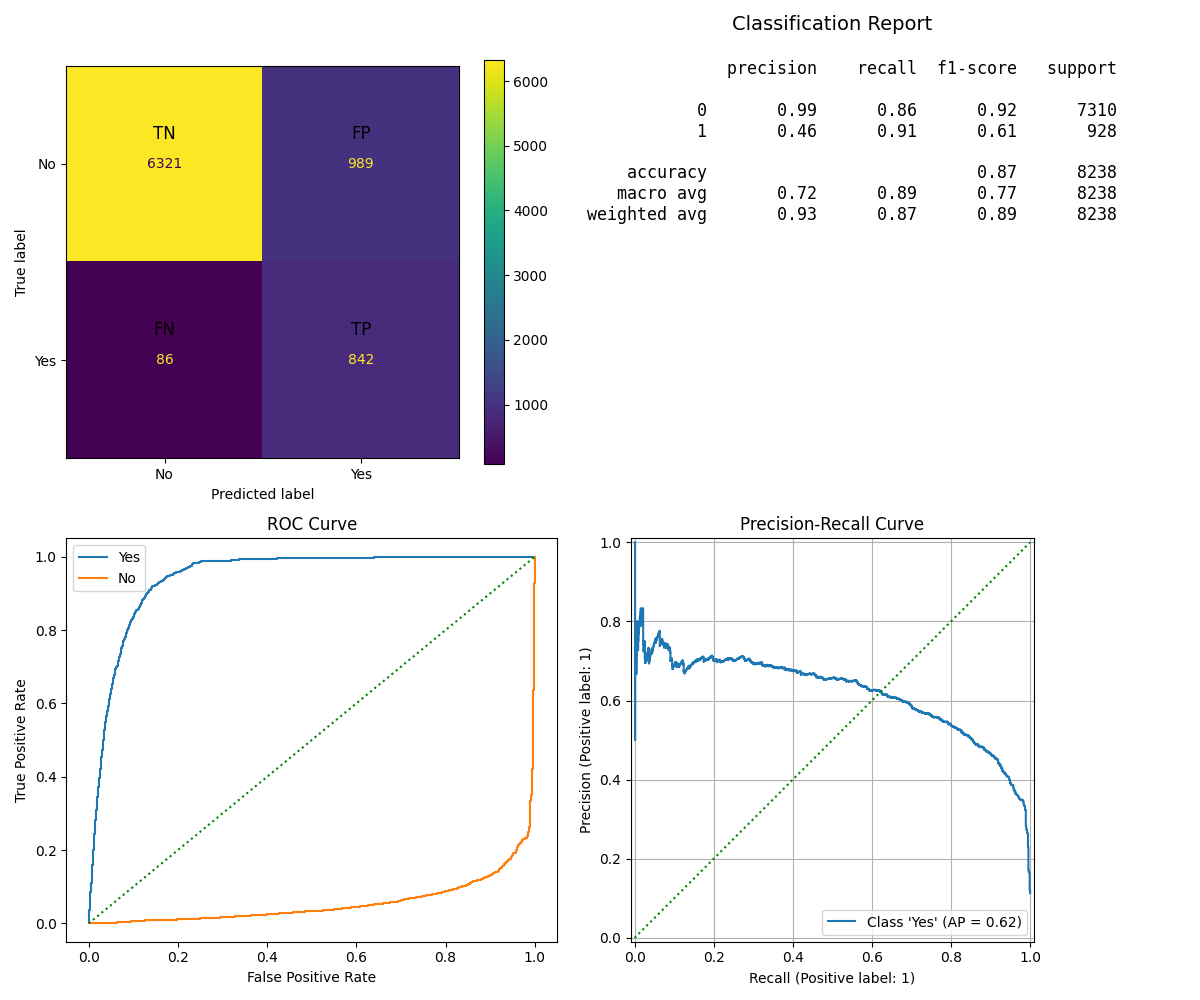 Classification Report
precision recall f1-score support
0 0.99 0.86 0.92 7310
1 0.46 0.91 0.61 928
accuracy 0.87 8238
macro avg 0.72 0.89 0.77 8238
weighted avg 0.93 0.87 0.89 8238
TN FP
No 6321 989
FN TP
Yes 86 842
No Yes
Predicted label
True label
6000
5000
4000
3000
2000
1000
ROC Curve
Yes
No
1.0
0.8
0.6
0.4
0.2
0.0
0.0 0.2 0.4 0.6 0.8 1.0
False Positive Rate
True Positive Rate
Precision-Recall Curve
1.0
0.8
0.6
0.4
0.2
0.0
Class 'Yes' (AP = 0.62)
0.0 0.2 0.4 0.6 0.8 1.0
Recall (Positive label: 1)
Precision (Positive label: 1)